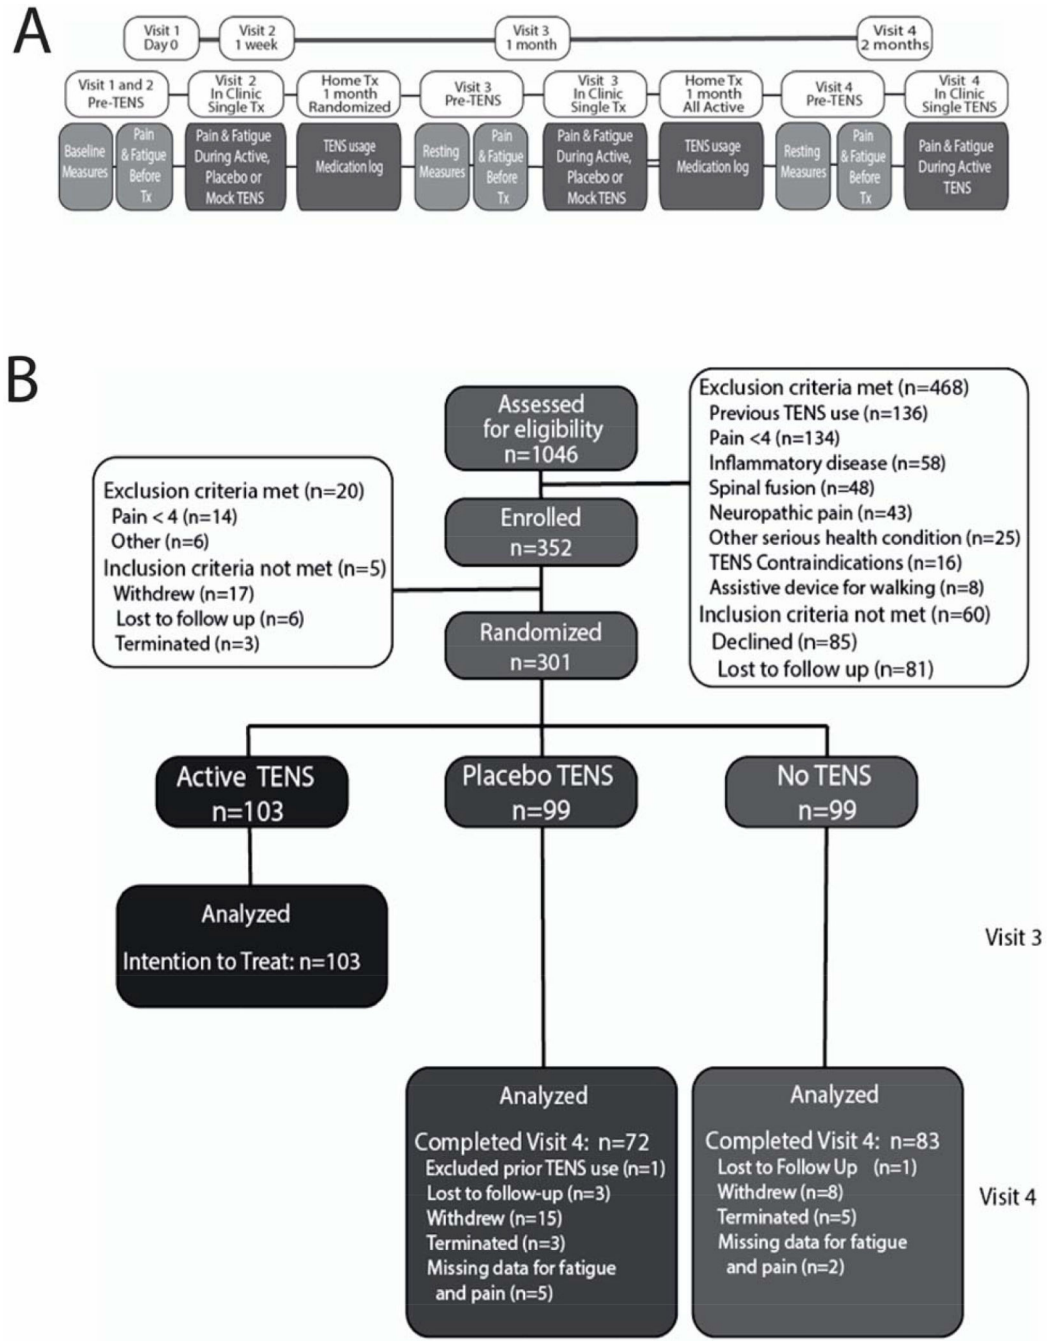 A
Visit 1
Day 0
Visit 2
1 week
Visit 3
1 month
Visit 4
2 months
Visit 1 and 2
Pre-TENS
Visit 2
In Clinic
Single Tx
Home Tx
1 month
Randomized
Visit 3
Pre-TENS
Visit 3
In Clinic
Single Tx
Home Tx
1 month
All Active
Visit 4
Pre-TENS
Visit 4
In Clinic
Single TENS
Baseline
Measures
Pain
& Fatigue
Before
Tx
Pain & Fatigue
During Active,
Placebo or
Mock TENS
TENS usage
Medication log
Resting
Measures
Pain
& Fatigue
Before
Tx
Pain & Fatigue
During Active,
Placebo or
Mock TENS
TENS usage
Medication log
Resting
Measures
Pain
& Fatigue
Before
Tx
Pain & Fatigue
During Active
TENS
B
Assessed
for eligibility
n=1046
Exclusion criteria met (n=468)
Previous TENS use (n=136)
Pain <4 (n=134)
Inflammatory disease (n=58)
Spinal fusion (n=48)
Neuropathic pain (n=43)
Other serious health condition (n=25)
TENS Contraindications (n=16)
Assistive device for walking (n=8)
Inclusion criteria not met (n=60)
Declined (n=85)
Lost to follow up (n=81)
Enrolled
n=352
Exclusion criteria met (n=20)
Pain < 4 (n=14)
Other (n=6)
Inclusion criteria not met (n=5)
Withdrew (n=17)
Lost to follow up (n=6)
Terminated (n=3)
Randomized
n=301
Active TENS
n=103
Placebo TENS
n=99
No TENS
n=99
Analyzed
Intention to Treat: n=103
Visit 3
Analyzed
Completed Visit 4: n=72
Excluded prior TENS use (n=1)
Lost to follow-up (n=3)
Withdrew (n=15)
Terminated (n=3)
Missing data for fatigue
and pain (n=5)
Analyzed
Completed Visit 4: n=83
Lost to Follow Up (n=1)
Withdrew (n=8)
Terminated (n=5)
Missing data for fatigue
and pain (n=2)
Visit 4